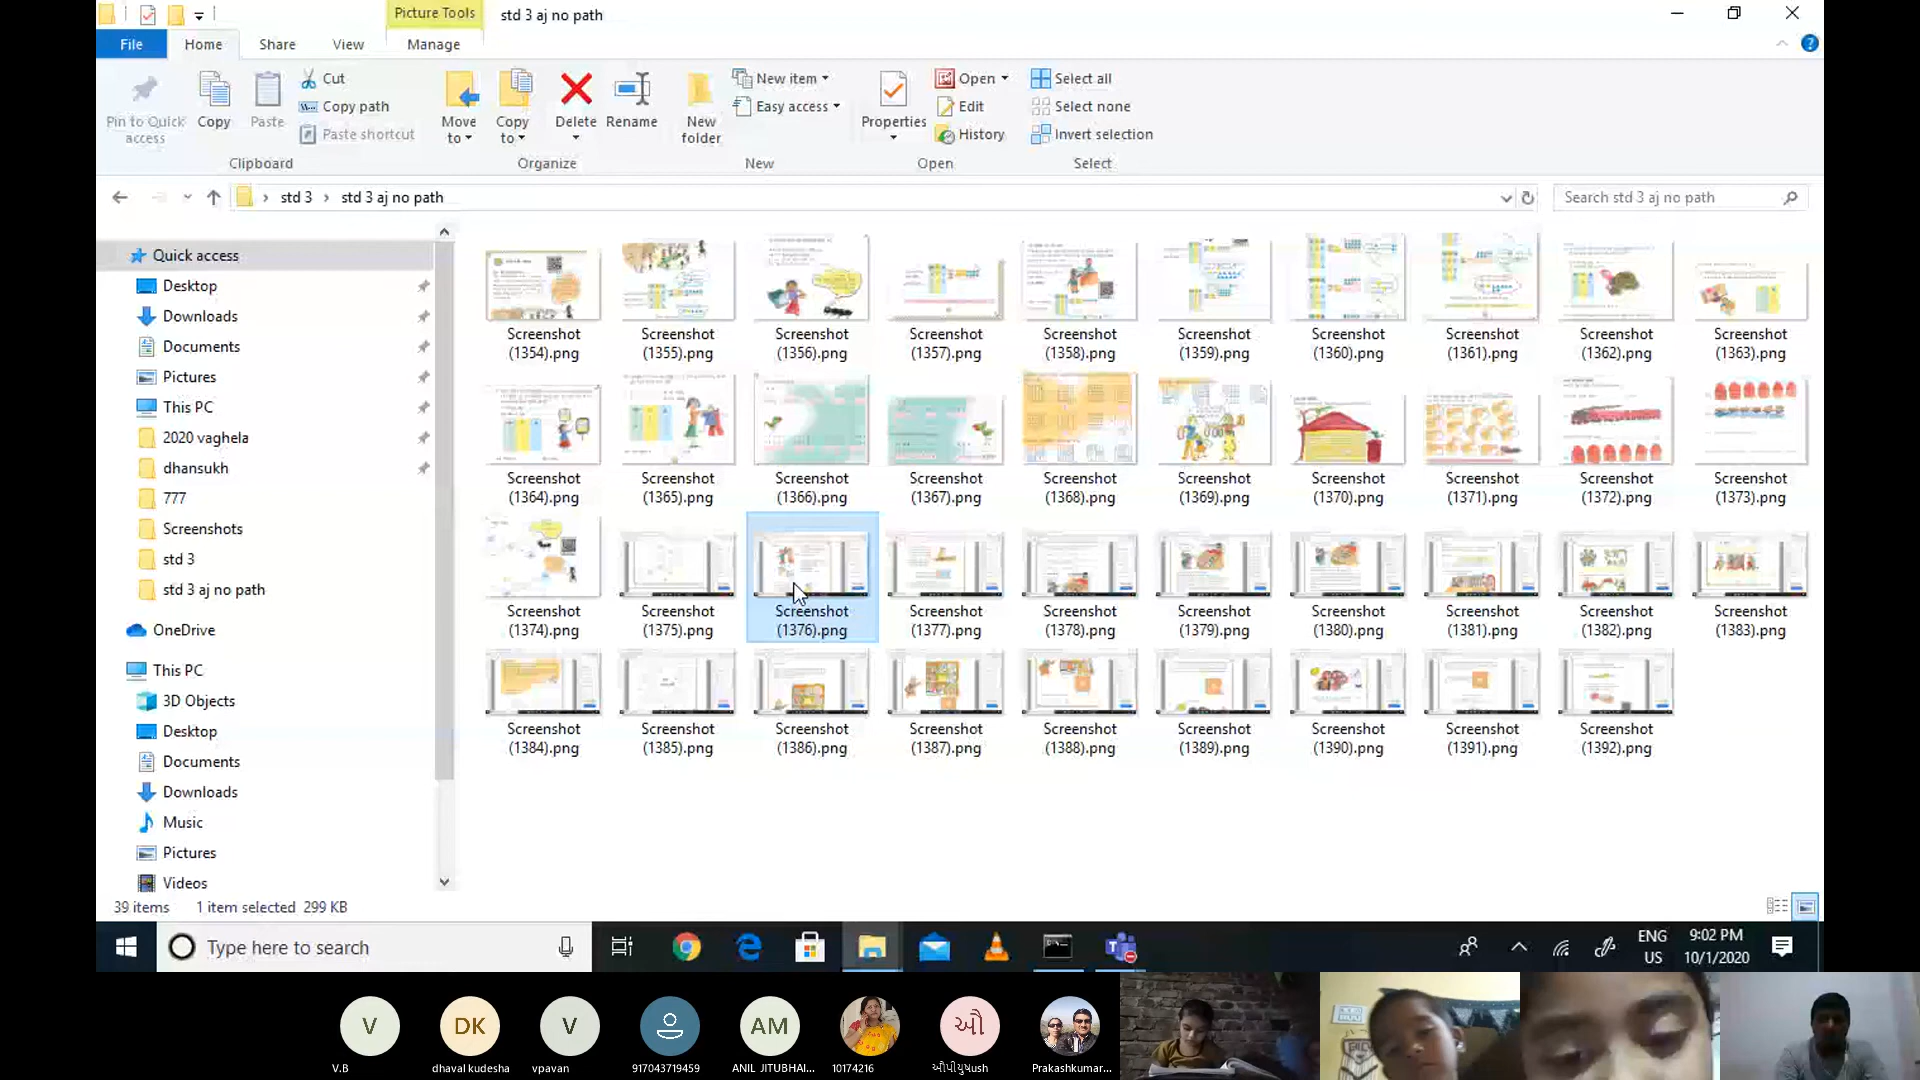 Picture Tools
std 3 aj no path
File
Home
Share
View
Manage
Pin to Quick access
Copy
Paste
Cut
Copy path
Paste shortcut
Clipboard
Move to
Copy to
Delete
Rename
Organize
New folder
New item
Easy access
New
Properties
Open
Edit
History
Open
Select all
Select none
Invert selection
Select
std 3 › std 3 aj no path
Search std 3 aj no path
Quick access
Desktop
Downloads
Documents
Pictures
This PC
2020 vaghela
dhansukh
777
Screenshots
std 3
std 3 aj no path
OneDrive
This PC
3D Objects
Desktop
Documents
Downloads
Music
Pictures
Videos
Screenshot (1354).png
Screenshot (1355).png
Screenshot (1356).png
Screenshot (1357).png
Screenshot (1358).png
Screenshot (1359).png
Screenshot (1360).png
Screenshot (1361).png
Screenshot (1362).png
Screenshot (1363).png
Screenshot (1364).png
Screenshot (1365).png
Screenshot (1366).png
Screenshot (1367).png
Screenshot (1368).png
Screenshot (1369).png
Screenshot (1370).png
Screenshot (1371).png
Screenshot (1372).png
Screenshot (1373).png
Screenshot (1374).png
Screenshot (1375).png
Screenshot (1376).png
Screenshot (1377).png
Screenshot (1378).png
Screenshot (1379).png
Screenshot (1380).png
Screenshot (1381).png
Screenshot (1382).png
Screenshot (1383).png
Screenshot (1384).png
Screenshot (1385).png
Screenshot (1386).png
Screenshot (1387).png
Screenshot (1388).png
Screenshot (1389).png
Screenshot (1390).png
Screenshot (1391).png
Screenshot (1392).png
39 items 1 item selected 299 KB
Type here to search
ENG US
9:02 PM
10/1/2020
V
DK
V
AM
ઔ
V.B
dhaval kudesha
vpavan
917043719459
ANIL JITUBHAI...
10174216
Prakashkumar...